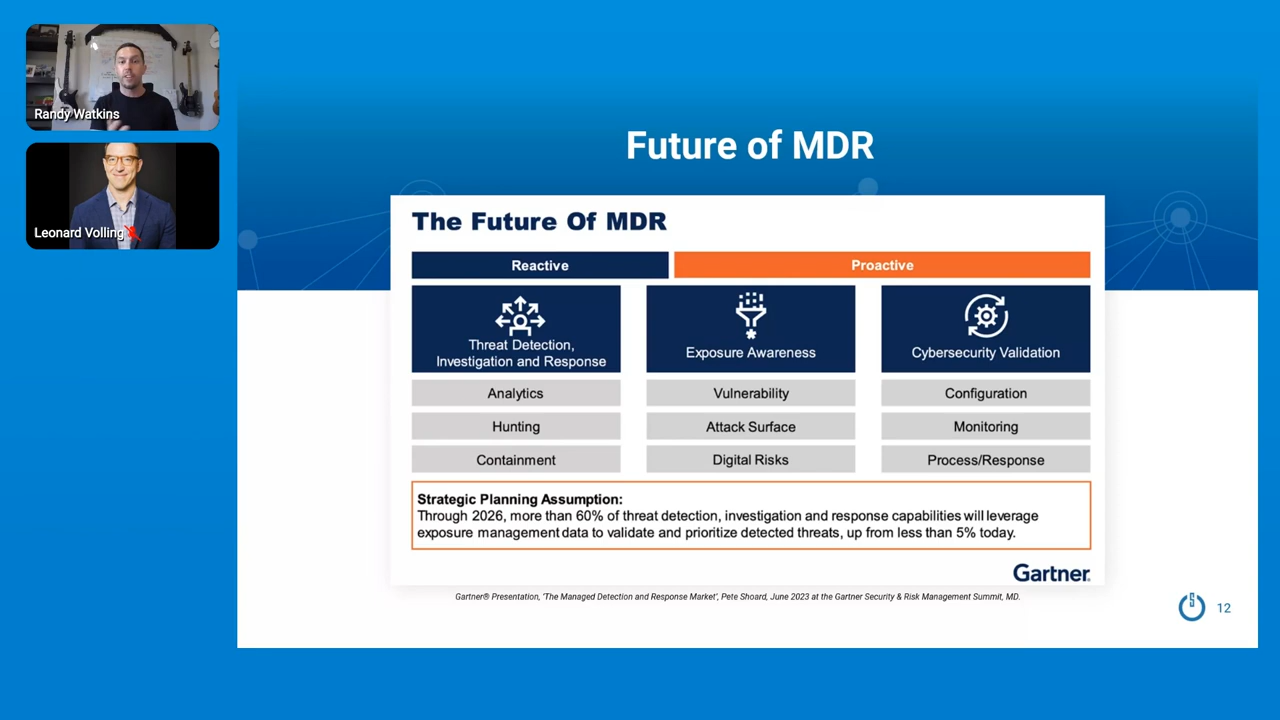 Randy Watkins
Leonard Volling
Future of MDR
The Future Of MDR
Reactive
Proactive
Threat Detection,
Investigation and Response
Exposure Awareness
Cybersecurity Validation
Analytics
Vulnerability
Configuration
Hunting
Attack Surface
Monitoring
Containment
Digital Risks
Process/Response
Strategic Planning Assumption:
Through 2026, more than 60% of threat detection, investigation and response capabilities will leverage
exposure management data to validate and prioritize detected threats, up from less than 5% today.
Gartner.
Gartner® Presentation, 'The Managed Detection and Response Market', Pete Shoard, June 2023 at the Gartner Security & Risk Management Summit, MD.
12